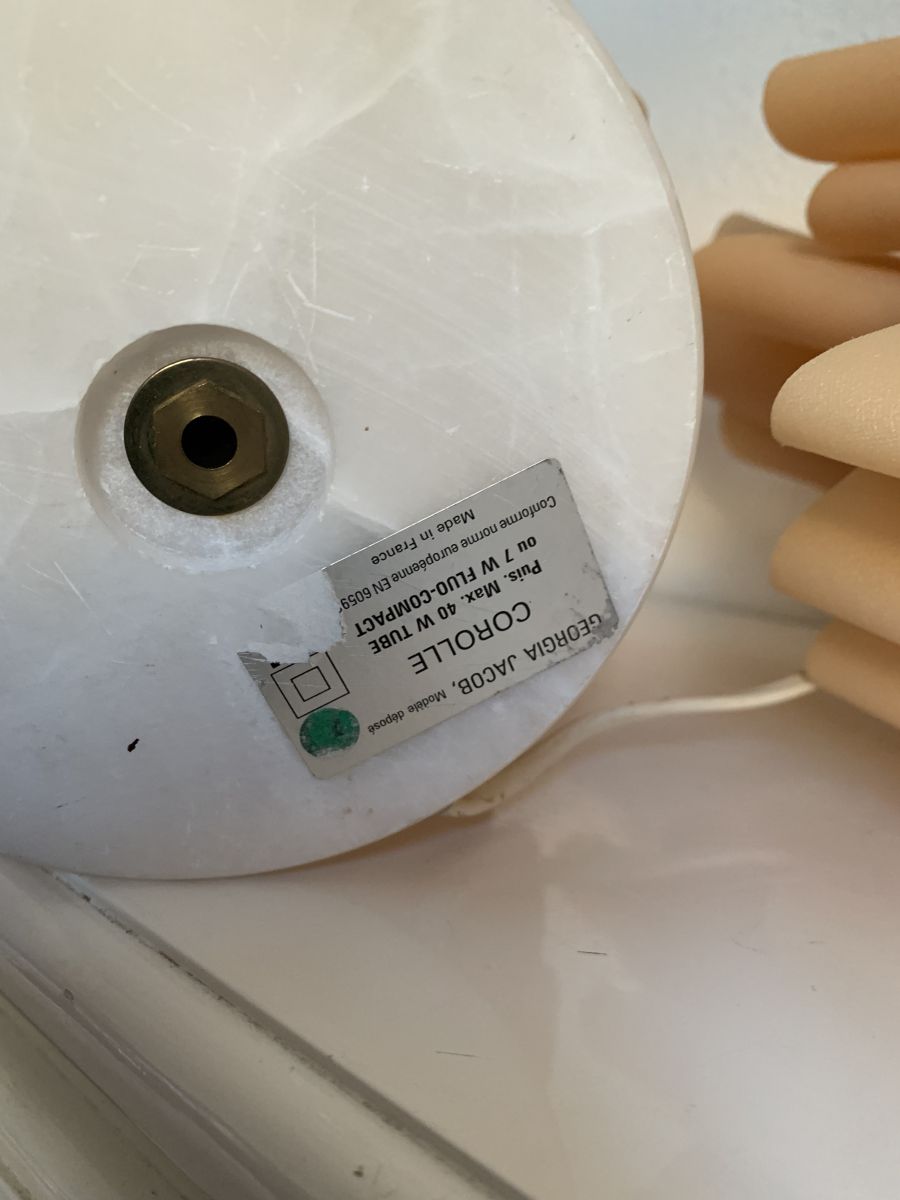 GEORGIA JACOB, Modèle déposé
COROLLE
Puis. Max. 40 W TUBE
ou 7 W FLUO-COMPACT
Conforme norme européenne EN 6059
Made in France